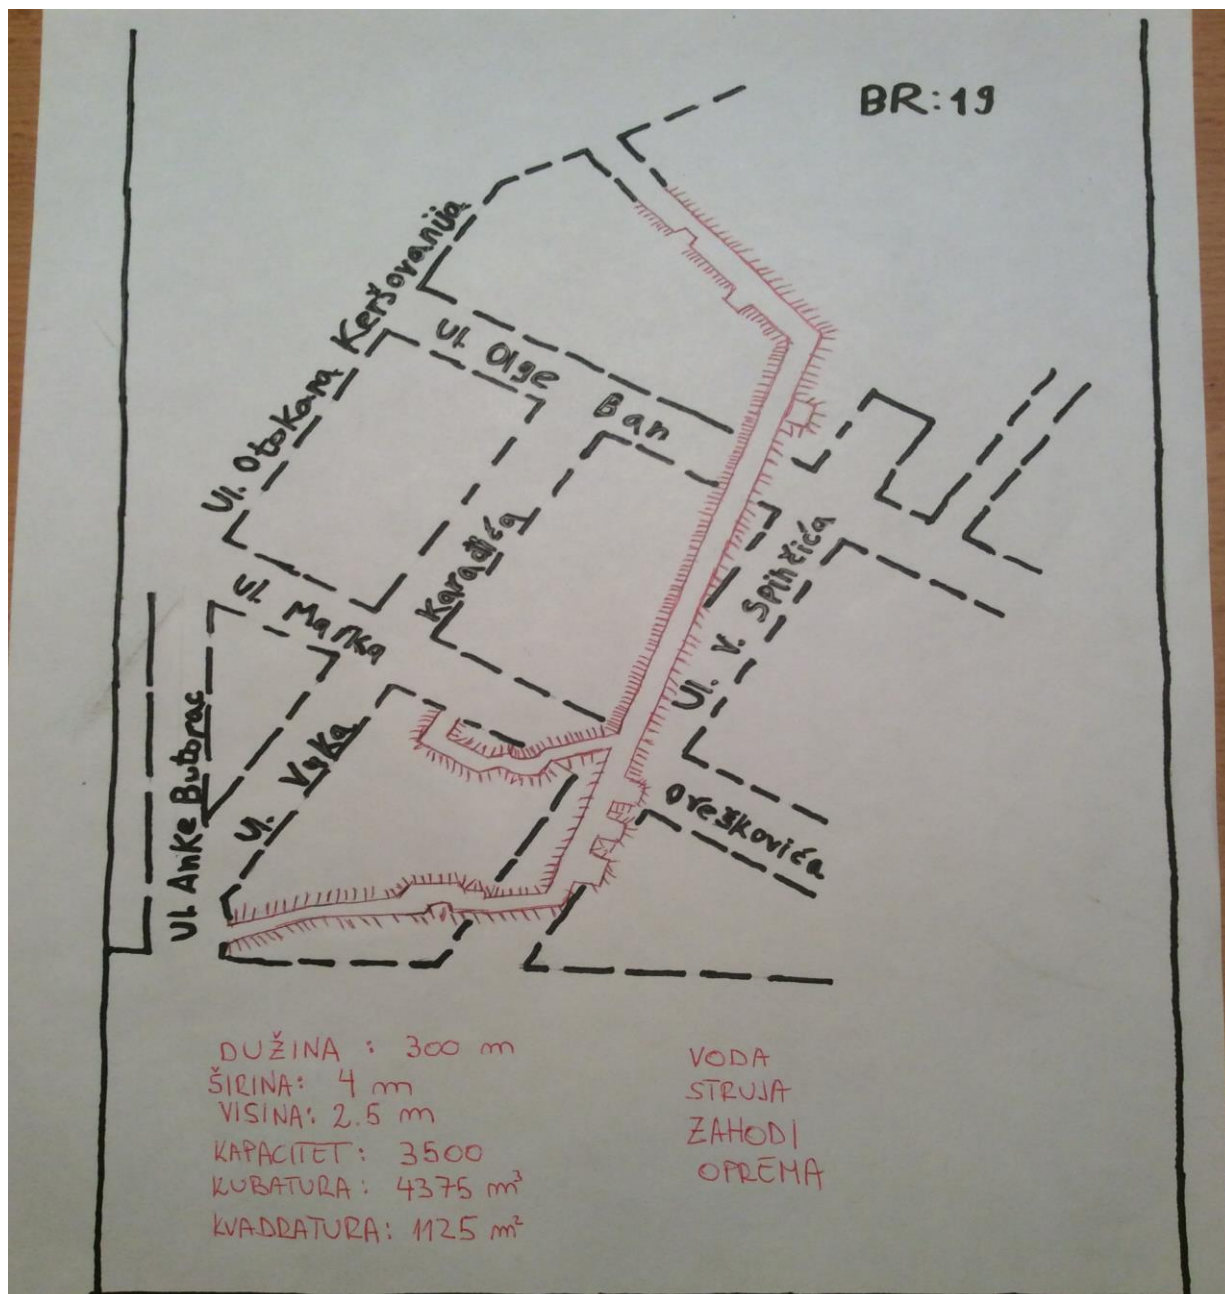 BR:19
Ul. Otokara Keršovanija
Ul. Olge Ban
Ul. Marka
Oreškovića
Ul. Vuka Karadića
Ul. V. Spinčića
Ul. Anke Butorac
DUŽINA : 300 m
ŠIRINA: 4 m
VISINA: 2.5 m
KAPACITET: 3500
KUBATURA: 4375 m³
KVADRATURA: 1125 m²
VODA
STRUJA
ZAHODI
OPREMA